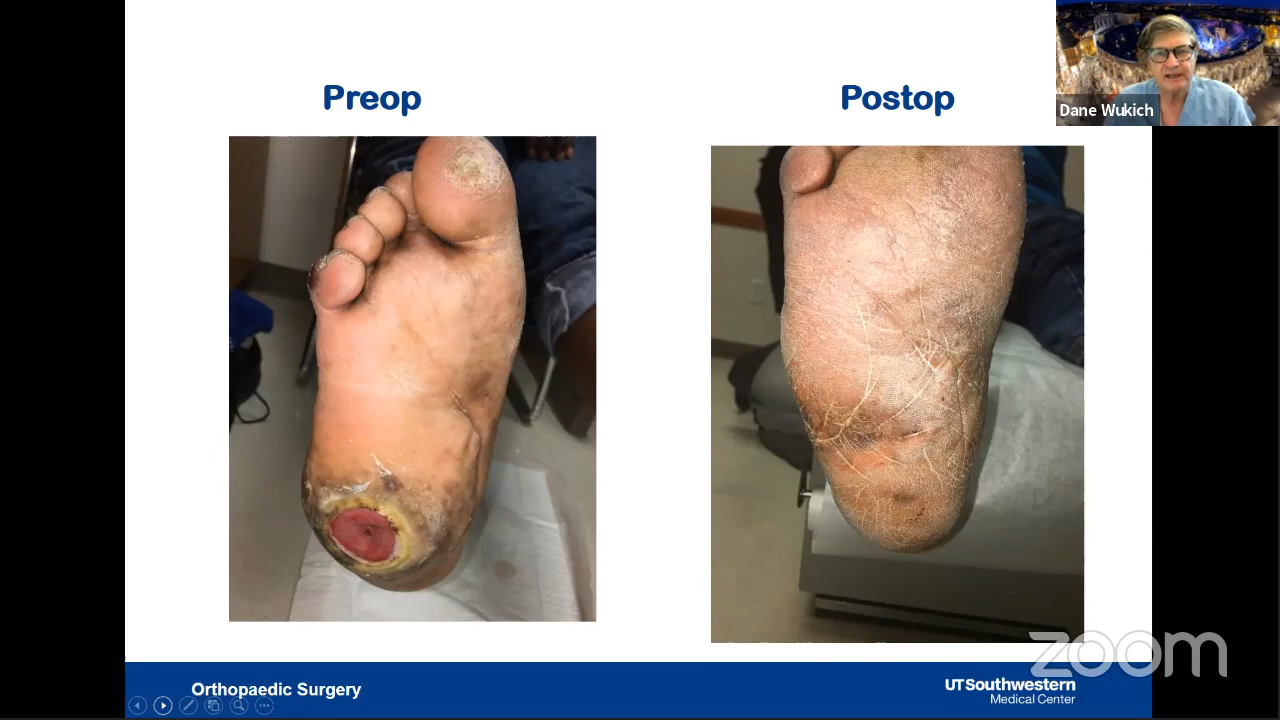 Preop
Postop
Dane Wukich
Orthopaedic Surgery
UTSouthwestern
Medical Center
zoom